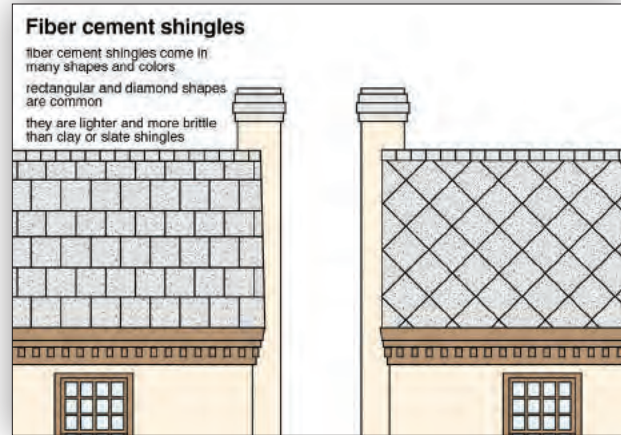 Fiber cement shingles
fiber cement shingles come in
many shapes and colors
rectangular and diamond shapes
are common
they are lighter and more brittle
than clay or slate shingles